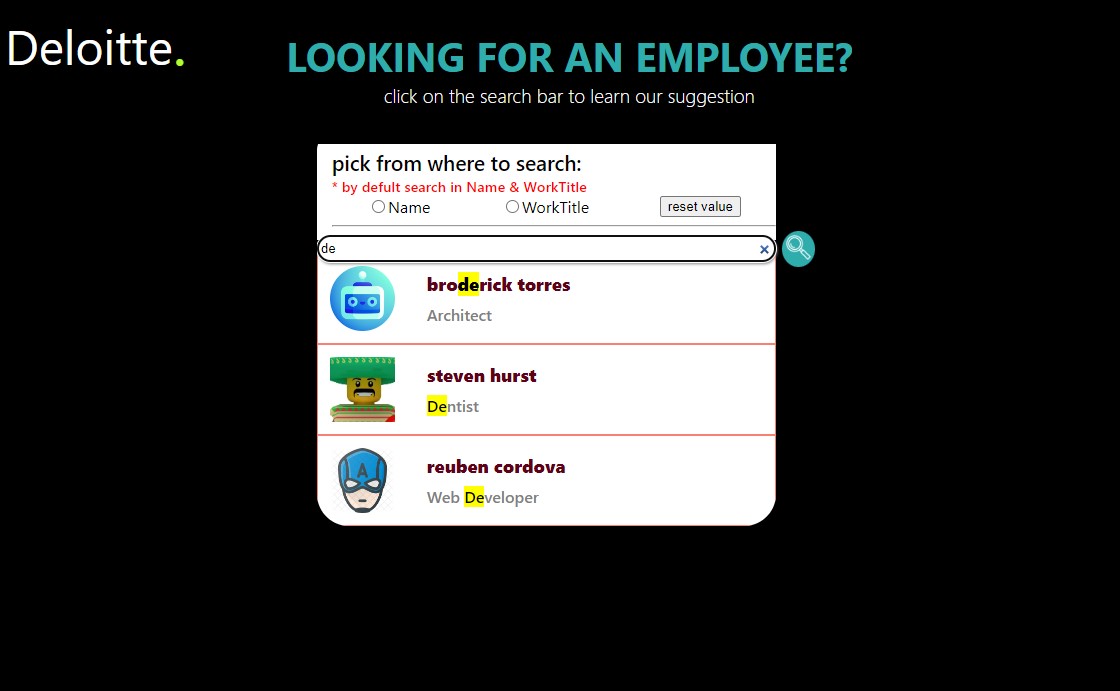 Deloitte.
LOOKING FOR AN EMPLOYEE?
click on the search bar to learn our suggestion
pick from where to search:
* by defult search in Name & WorkTitle
Name WorkTitle reset value
de ×
broderick torres
Architect
steven hurst
Dentist
A
reuben cordova
Web Developer